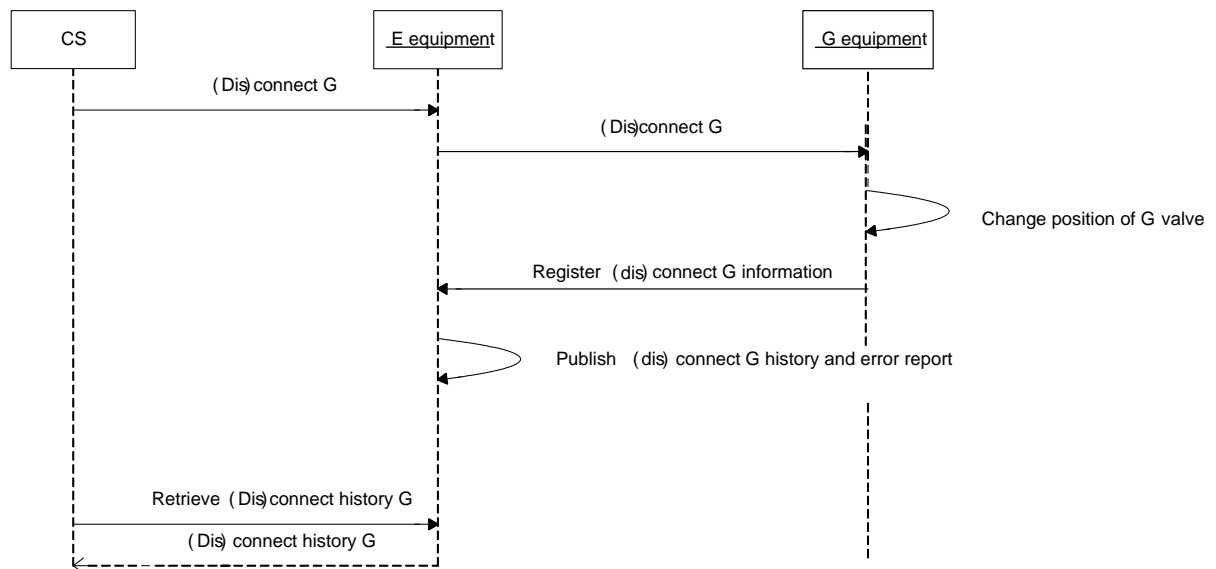 CS
E equipment
G equipment
(Dis)connect G
(Dis)connect G
Change position of G valve
Register (dis) connect G information
Publish (dis) connect G history and error report
Retrieve (Dis)connect history G
(Dis) connect history G